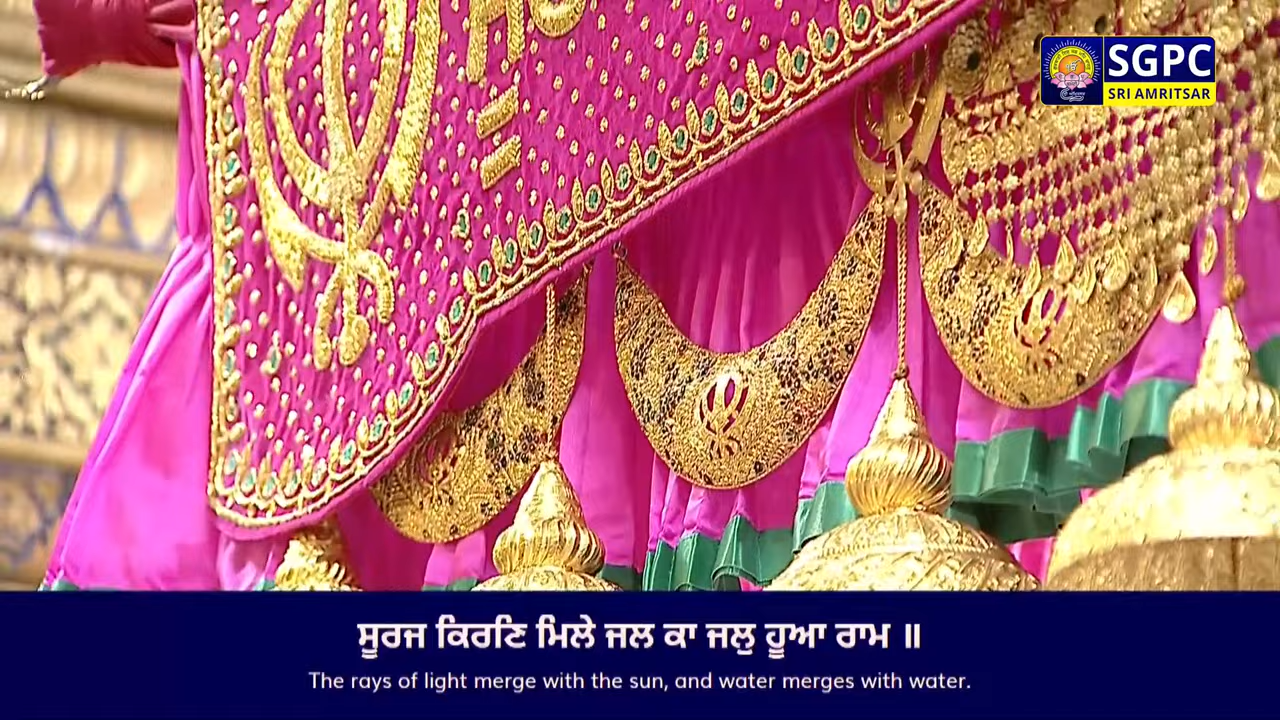 SGPC
SRI AMRITSAR
ਸੂਰਜ ਕਿਰਣਿ ਮਿਲੇ ਜਲ ਕਾ ਜਲੁ ਹੂਆ ਰਾਮ ॥
The rays of light merge with the sun, and water merges with water.